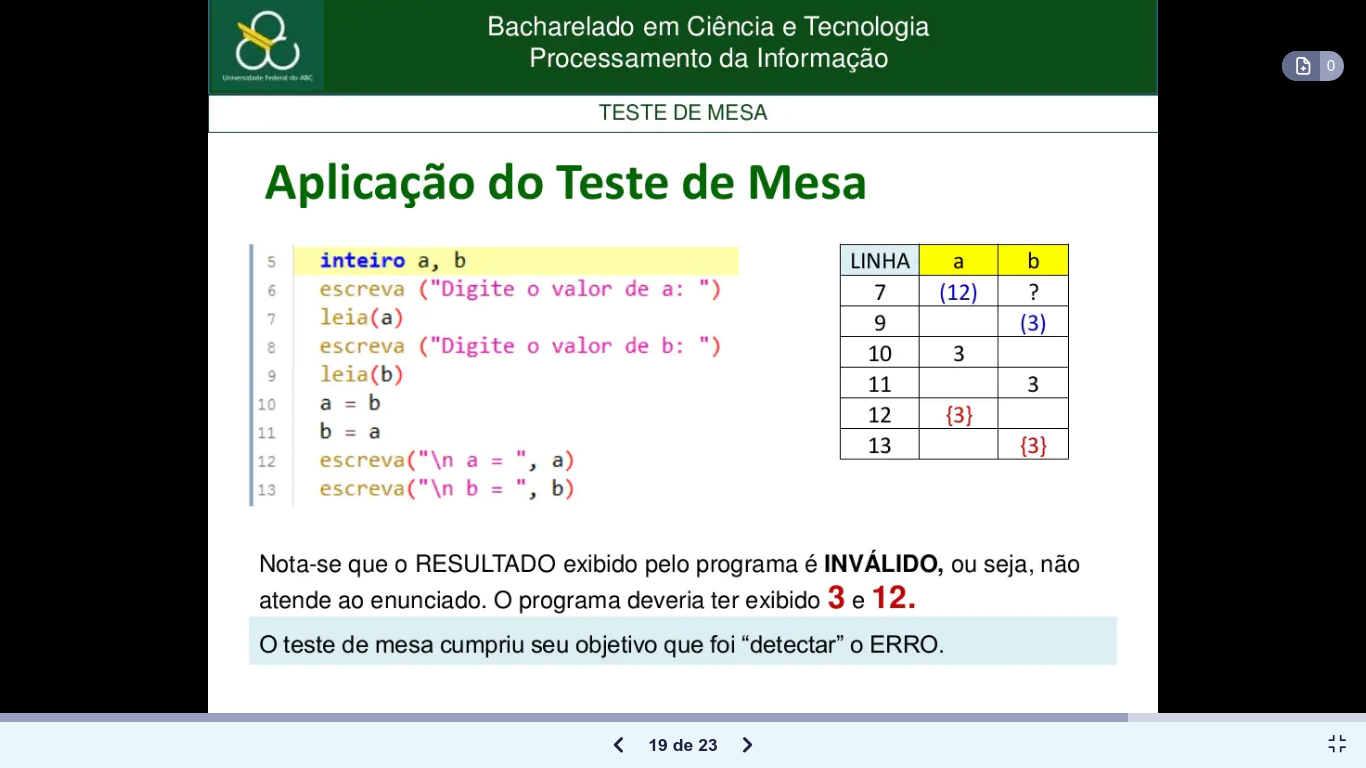 Bacharelado em Ciência e Tecnologia
Processamento da Informação
Universidade Federal do ABC
0
TESTE DE MESA
Aplicação do Teste de Mesa
5 inteiro a, b
6 escreva ("Digite o valor de a: ")
7 leia(a)
8 escreva ("Digite o valor de b: ")
9 leia(b)
10 a = b
11 b = a
12 escreva("\n a = ", a)
13 escreva("\n b = ", b)
LINHA a b
7 (12) ?
9 (3)
10 3
11 3
12 {3}
13 {3}
Nota-se que o RESULTADO exibido pelo programa é INVÁLIDO, ou seja, não
atende ao enunciado. O programa deveria ter exibido 3 e 12.
O teste de mesa cumpriu seu objetivo que foi “detectar” o ERRO.
19 de 23